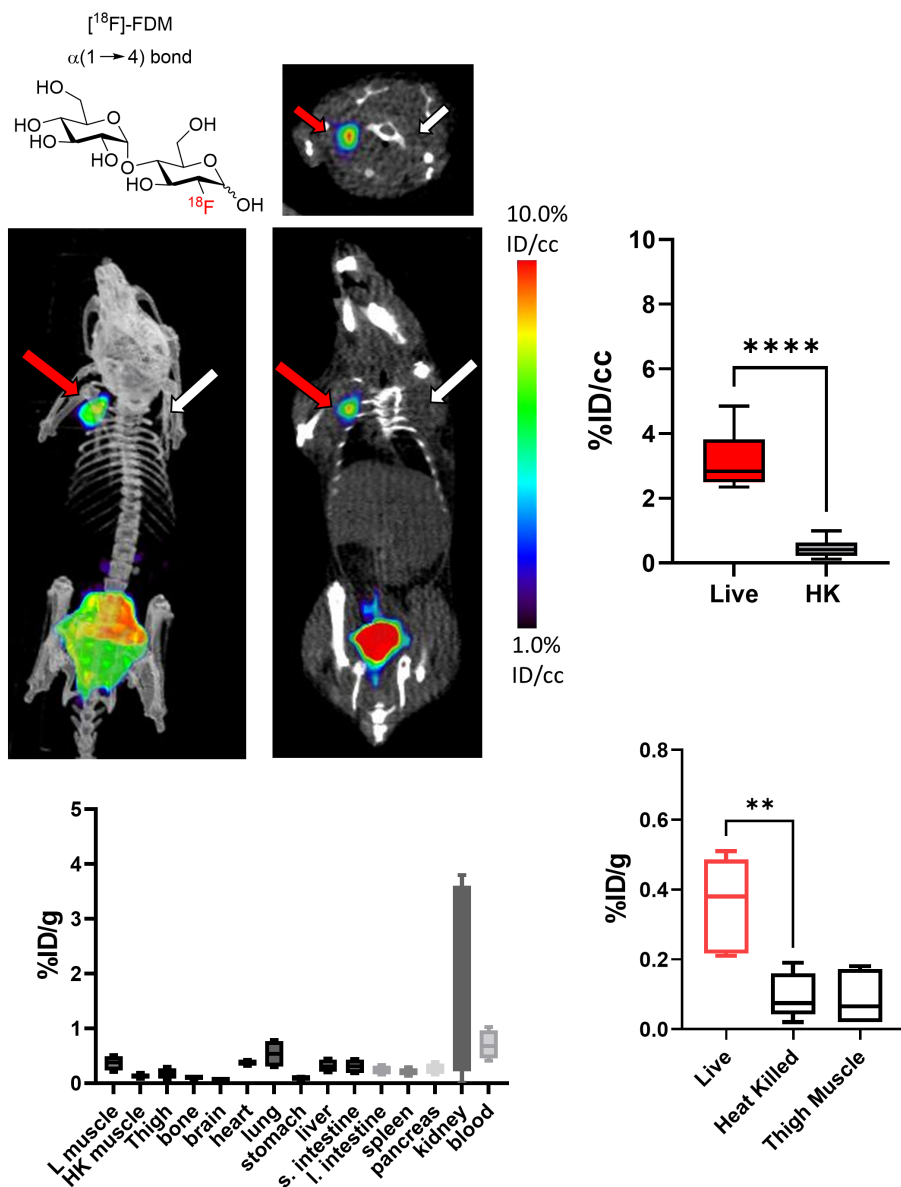 [¹⁸F]-FDM
α(1 → 4) bond
HO
HO
HO
HO
O
OH
O
O
HO
OH
¹⁸F
10.0%
ID/cc
1.0%
ID/cc
%ID/cc
10
8
6
4
2
0
****
Live
HK
%ID/g
5
4
3
2
1
0
L muscle
HK muscle
Thigh
bone
brain
heart
lung
stomach
liver
s. intestine
l. intestine
spleen
pancreas
kidney
blood
%ID/g
0.8
0.6
0.4
0.2
0.0
**
Live
Heat Killed
Thigh Muscle